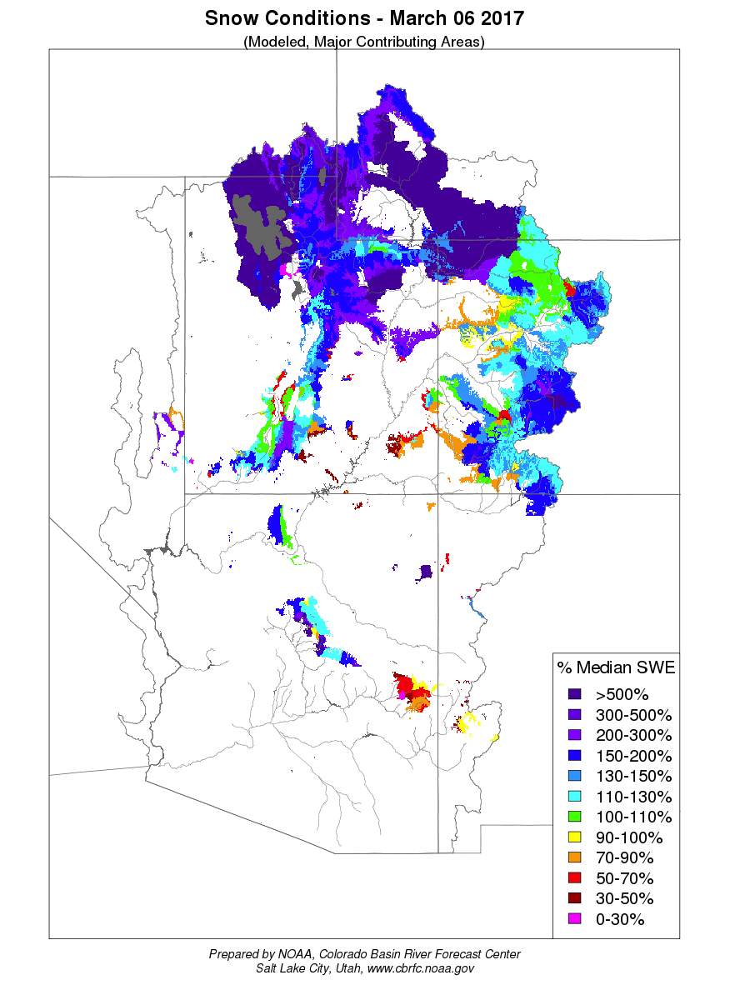 Snow Conditions - March 06 2017
(Modeled, Major Contributing Areas)
% Median SWE
>500%
300-500%
200-300%
150-200%
130-150%
110-130%
100-110%
90-100%
70-90%
50-70%
30-50%
0-30%
Prepared by NOAA, Colorado Basin River Forecast Center
Salt Lake City, Utah, www.cbrfc.noaa.gov